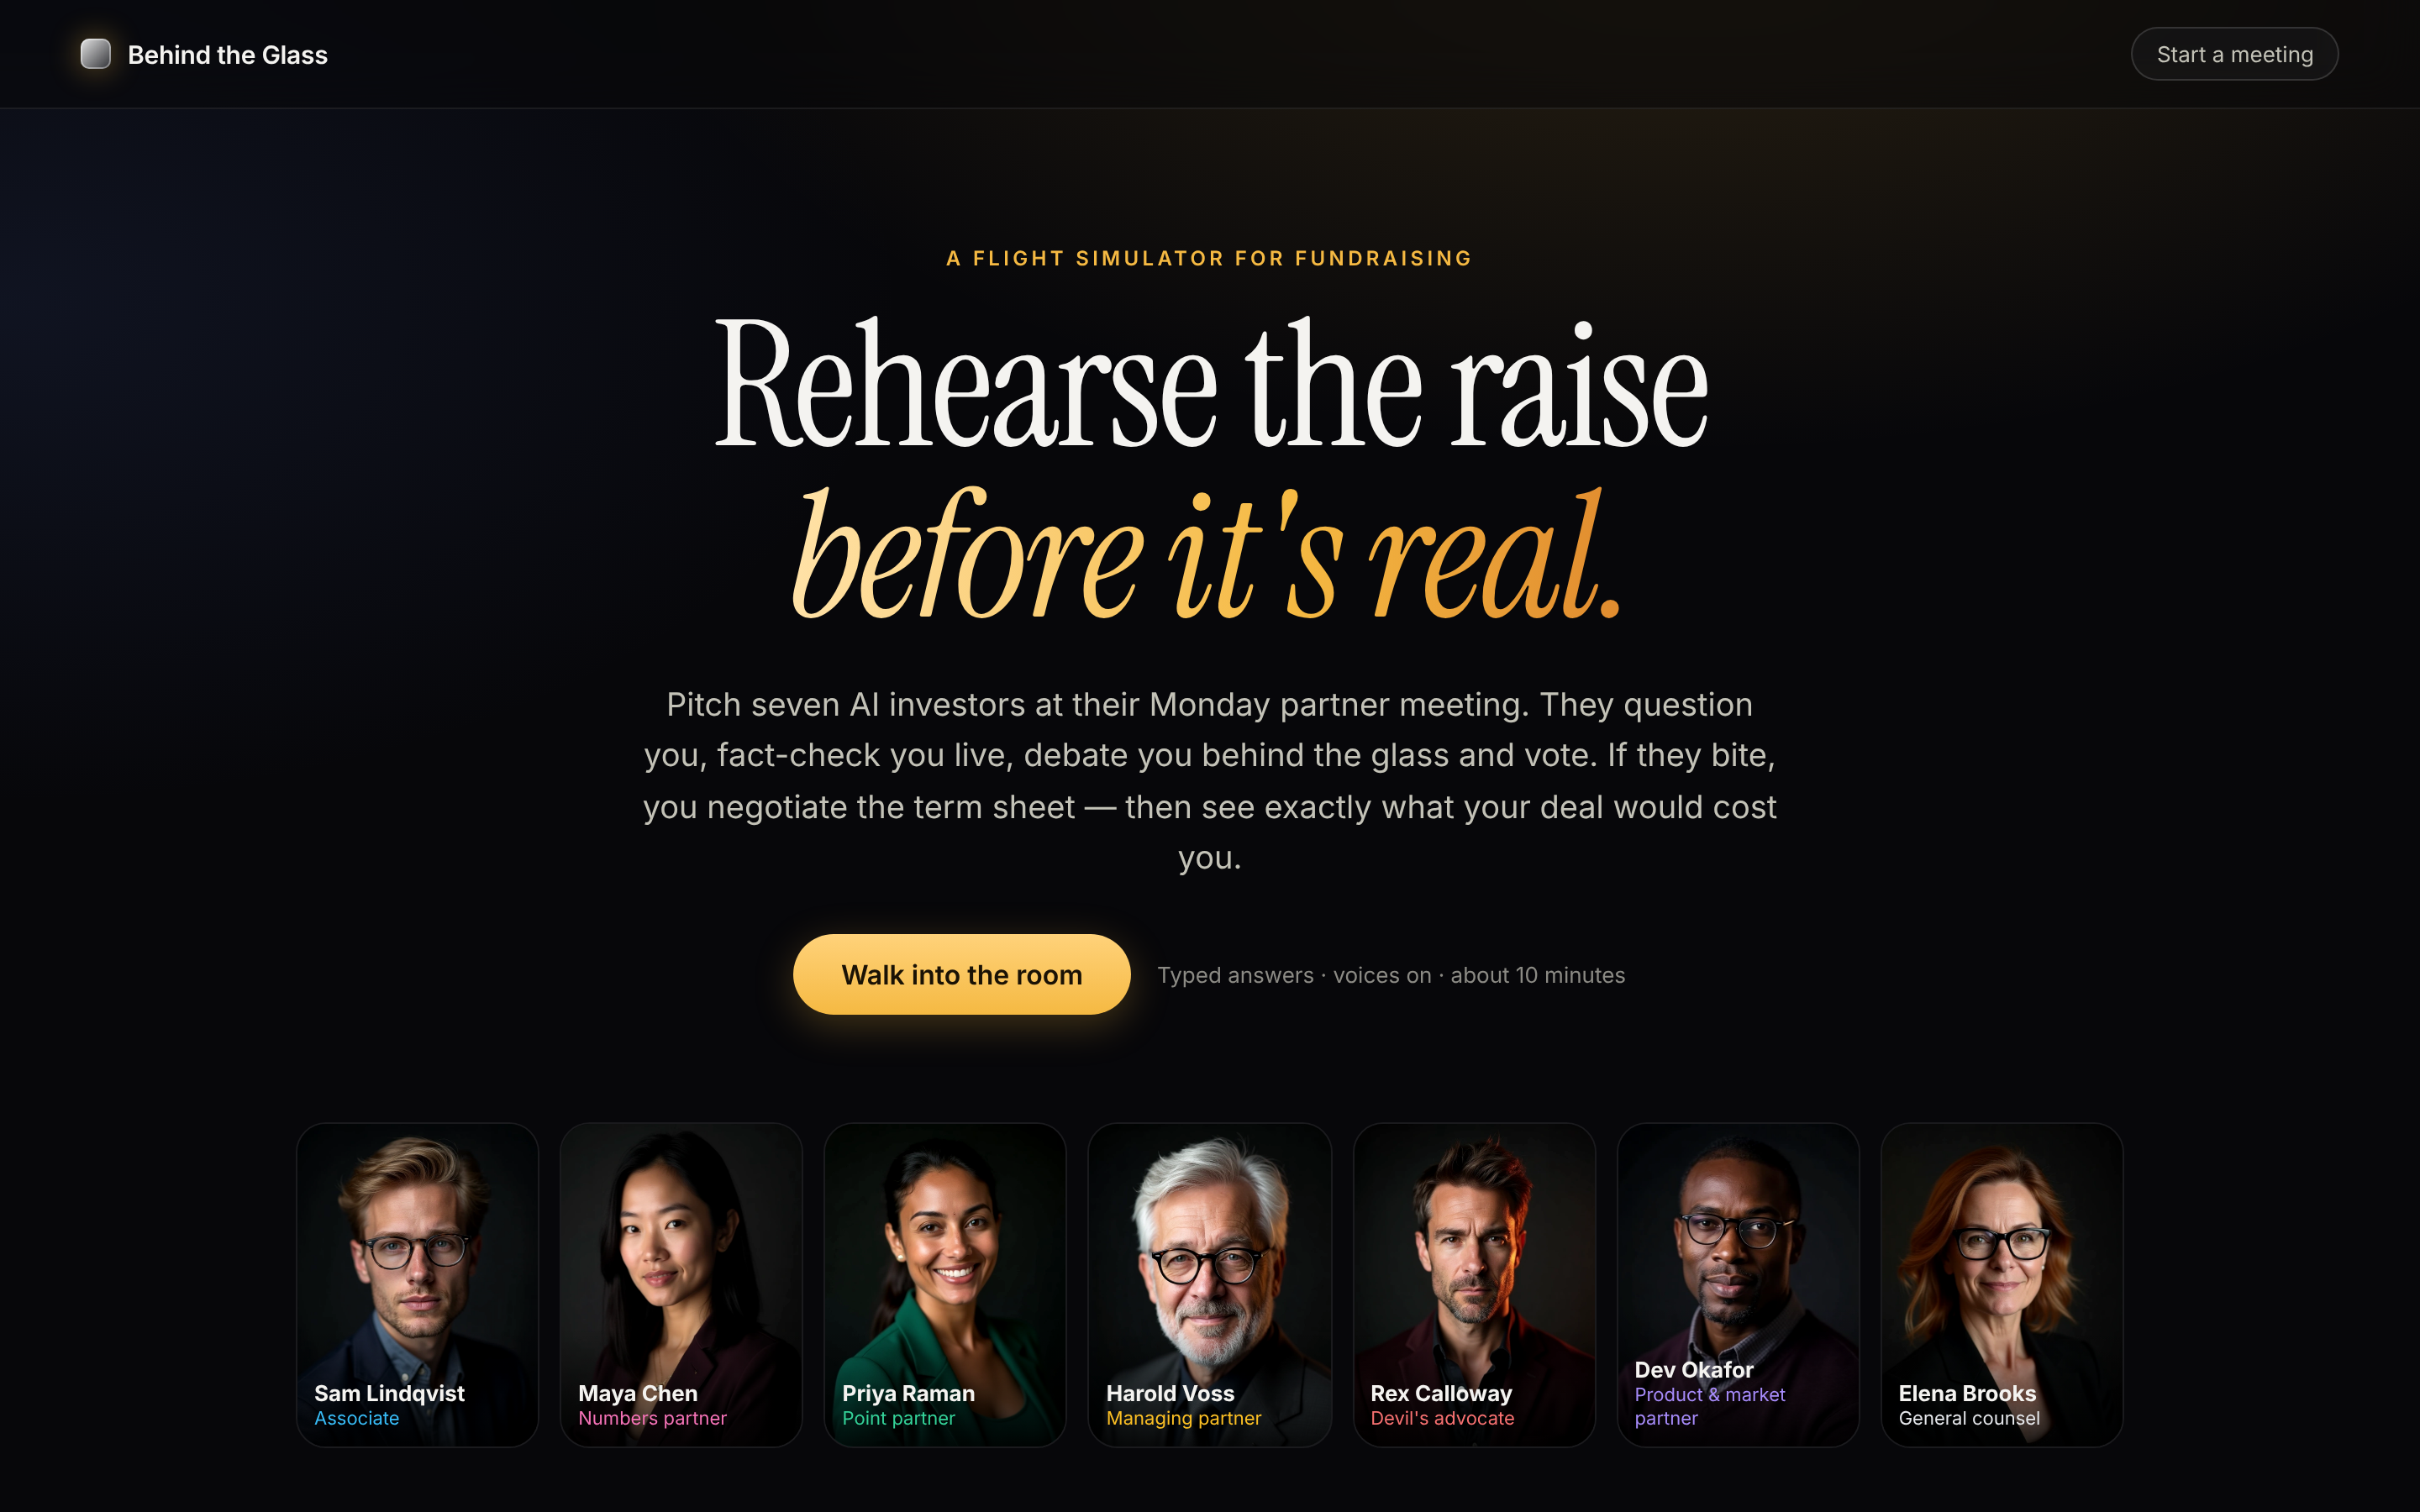 Behind the Glass
Start a meeting
A FLIGHT SIMULATOR FOR FUNDRAISING
Rehearse the raise
before it's real.
Pitch seven AI investors at their Monday partner meeting. They question
you, fact-check you live, debate you behind the glass and vote. If they bite,
you negotiate the term sheet — then see exactly what your deal would cost
you.
Walk into the room
Typed answers · voices on · about 10 minutes
Sam Lindqvist
Associate
Maya Chen
Numbers partner
Priya Raman
Point partner
Harold Voss
Managing partner
Rex Calloway
Devil's advocate
Dev Okafor
Product & market
partner
Elena Brooks
General counsel